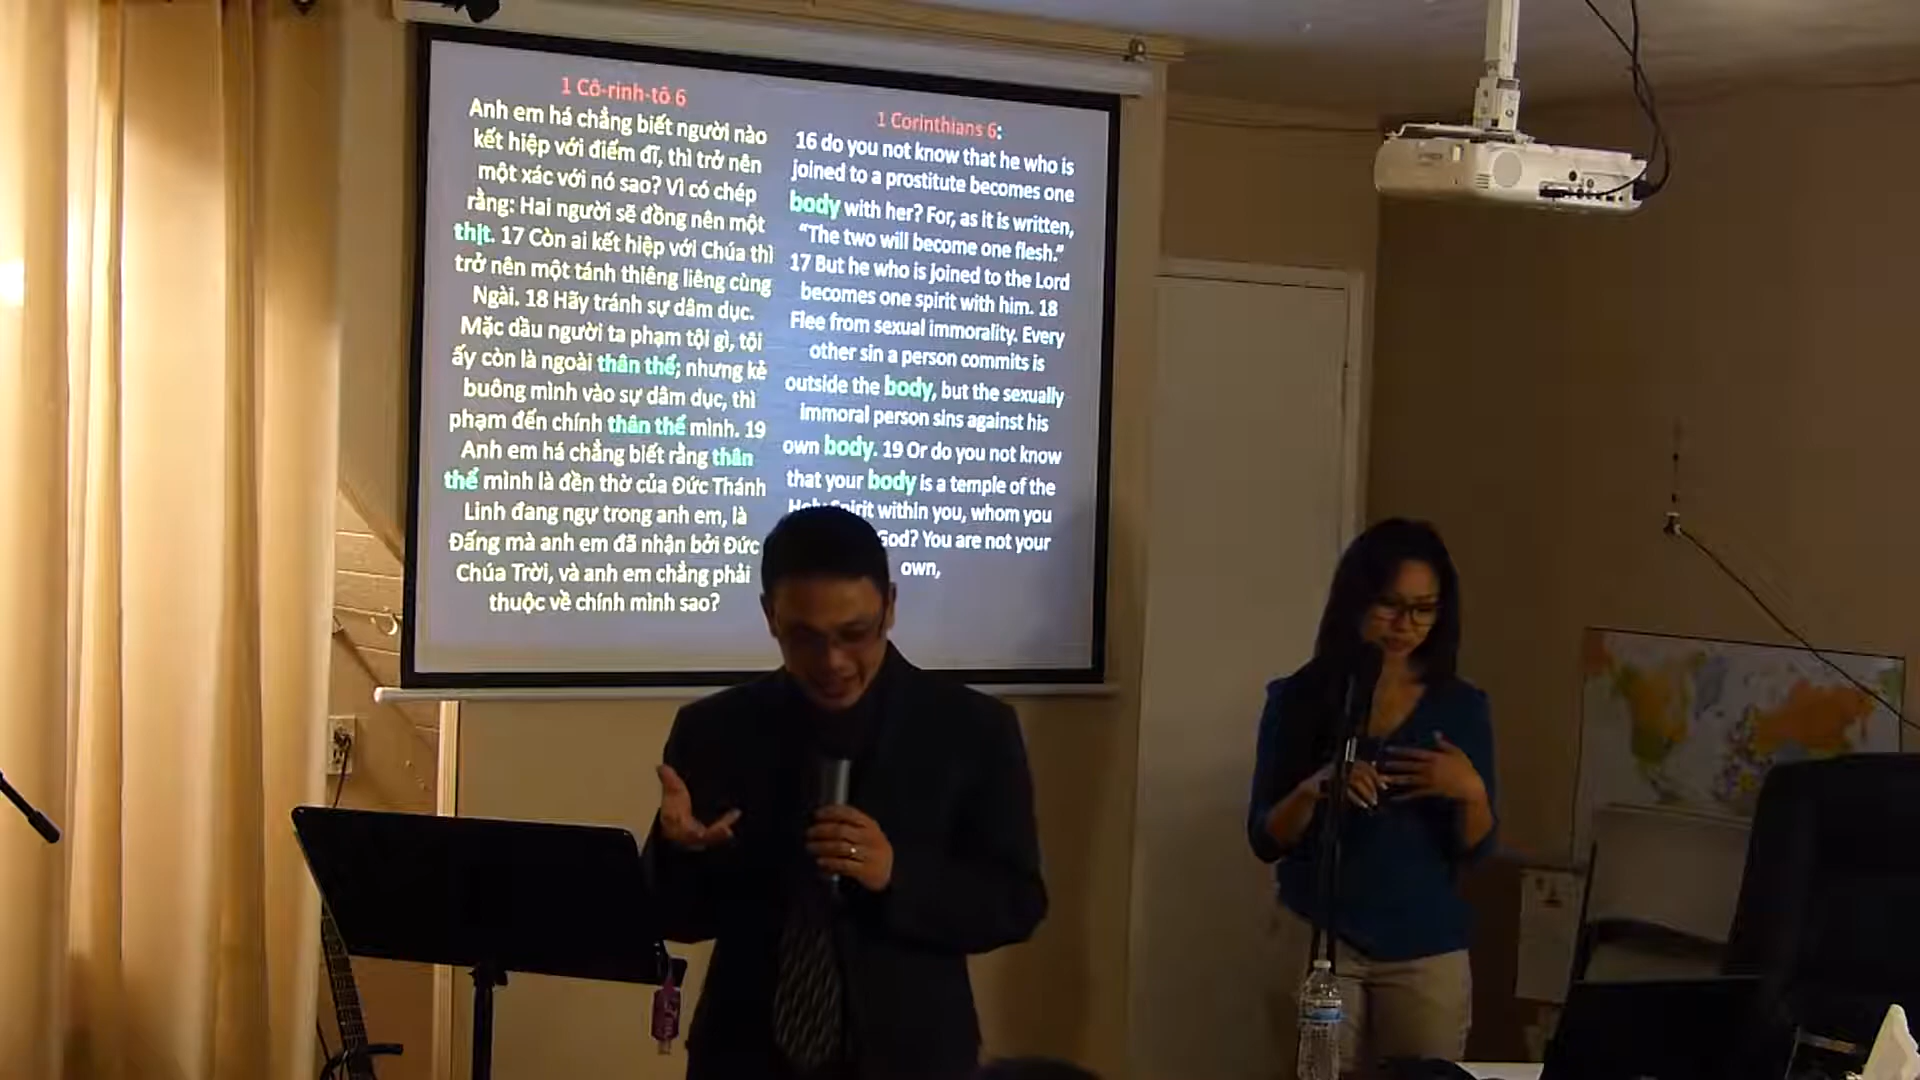 1 Cô-rinh-tô 6
Anh em há chẳng biết người nào
kết hiệp với điếm đĩ, thì trở nên
một xác với nó sao? Vì có chép
rằng: Hai người sẽ đồng nên một
thịt. 17 Còn ai kết hiệp với Chúa thì
trở nên một tánh thiêng liêng cùng
Ngài. 18 Hãy tránh sự dâm dục.
Mặc dầu người ta phạm tội gì, tội
ấy còn là ngoài thân thể; nhưng kẻ
buông mình vào sự dâm dục, thì
phạm đến chính thân thể mình. 19
Anh em há chẳng biết rằng thân
thể mình là đền thờ của Đức Thánh
Linh đang ngự trong anh em, là
Đấng mà anh em đã nhận bởi Đức
Chúa Trời, và anh em chẳng phải
thuộc về chính mình sao?
1 Corinthians 6:
16 do you not know that he who is
joined to a prostitute becomes one
body with her? For, as it is written,
“The two will become one flesh.”
17 But he who is joined to the Lord
becomes one spirit with him. 18
Flee from sexual immorality. Every
other sin a person commits is
outside the body, but the sexually
immoral person sins against his
own body. 19 Or do you not know
that your body is a temple of the
Holy Spirit within you, whom you
God? You are not your
own,